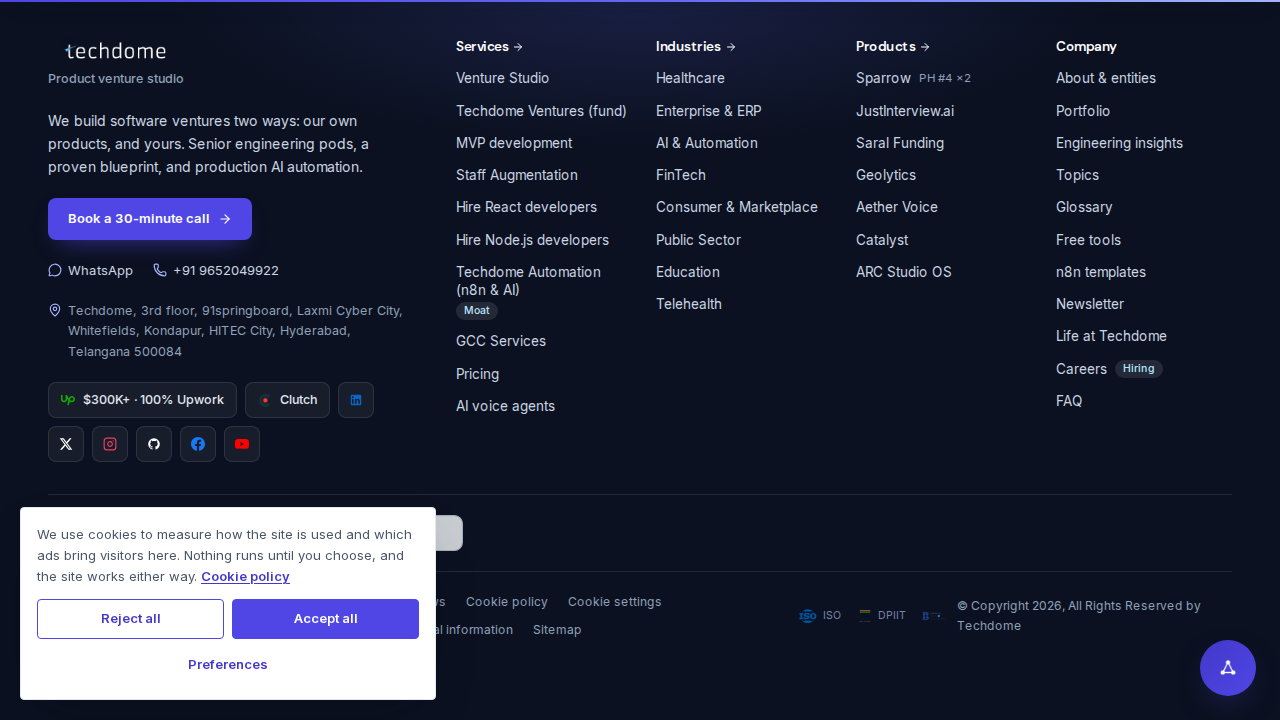 techdome
Product venture studio
We build software ventures two ways: our own
products, and yours. Senior engineering pods, a
proven blueprint, and production AI automation.
Book a 30-minute call →
WhatsApp
+91 9652049922
Techdome, 3rd floor, 91springboard, Laxmi Cyber City,
Whitefields, Kondapur, HITEC City, Hyderabad,
Telangana 500084
$300K+ · 100% Upwork
Clutch
Services →
Venture Studio
Techdome Ventures (fund)
MVP development
Staff Augmentation
Hire React developers
Hire Node.js developers
Techdome Automation
(n8n & AI)
Moat
GCC Services
Pricing
AI voice agents
Industries →
Healthcare
Enterprise & ERP
AI & Automation
FinTech
Consumer & Marketplace
Public Sector
Education
Telehealth
Products →
Sparrow PH #4 ×2
JustInterview.ai
Saral Funding
Geolytics
Aether Voice
Catalyst
ARC Studio OS
Company
About & entities
Portfolio
Engineering insights
Topics
Glossary
Free tools
n8n templates
Newsletter
Life at Techdome
Careers Hiring
FAQ
We use cookies to measure how the site is used and which
ads bring visitors here. Nothing runs until you choose, and
the site works either way. Cookie policy
Reject all
Accept all
Preferences
Cookie policy
Cookie settings
information
Sitemap
ISO
DPIIT
© Copyright 2026, All Rights Reserved by
Techdome